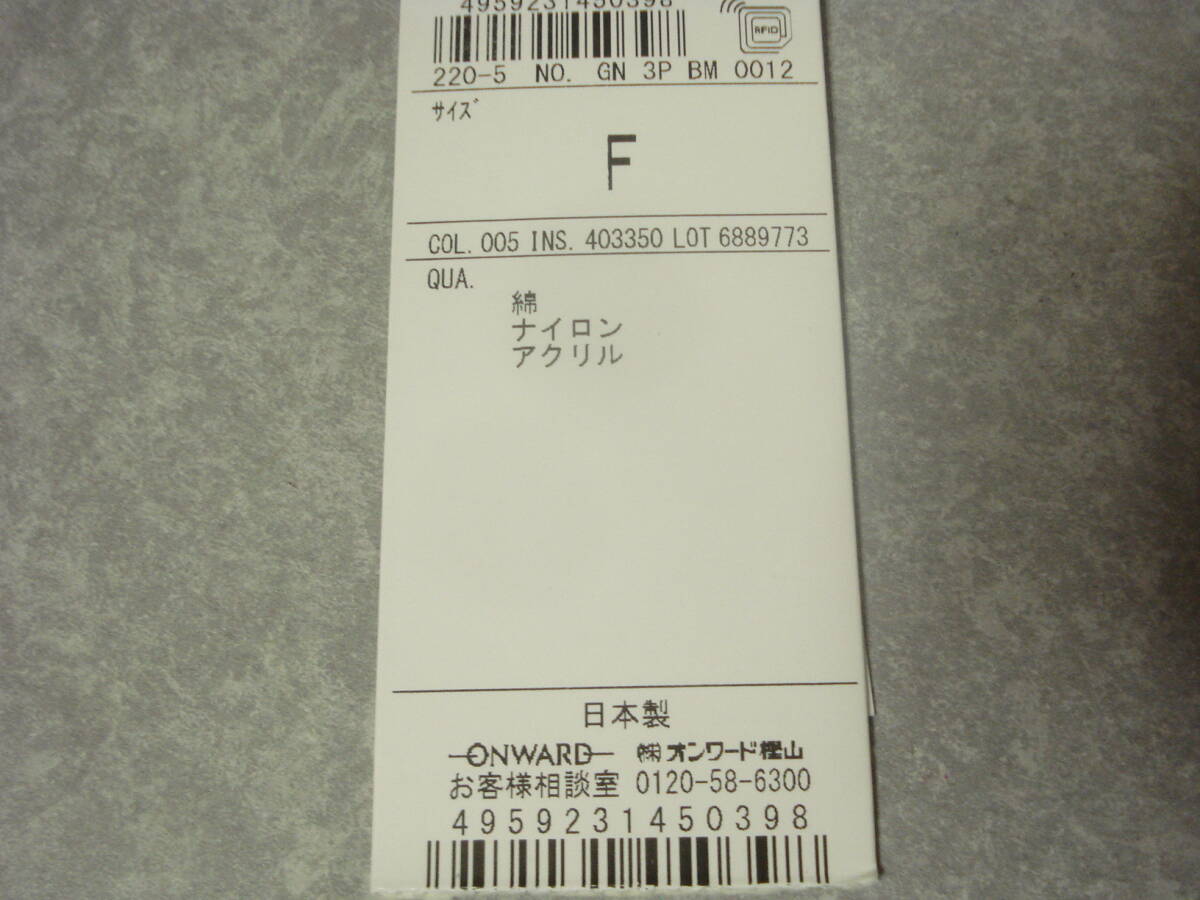 4959231450398
RFID
220-5 NO. GN 3P BM 0012
ｻｲｽﾞ
F
COL. 005 INS. 403350 LOT 6889773
QUA.
綿
ナイロン
アクリル
日本製
ONWARD ㈱オンワード樫山
お客様相談室 0120-58-6300
4959231450398